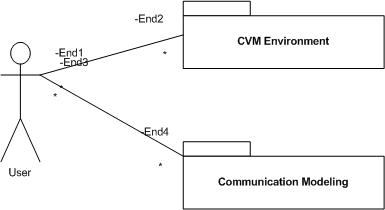 -End2
CVM Environment
-End1
*
-End3
*
*
-End4
*
Communication Modeling
User